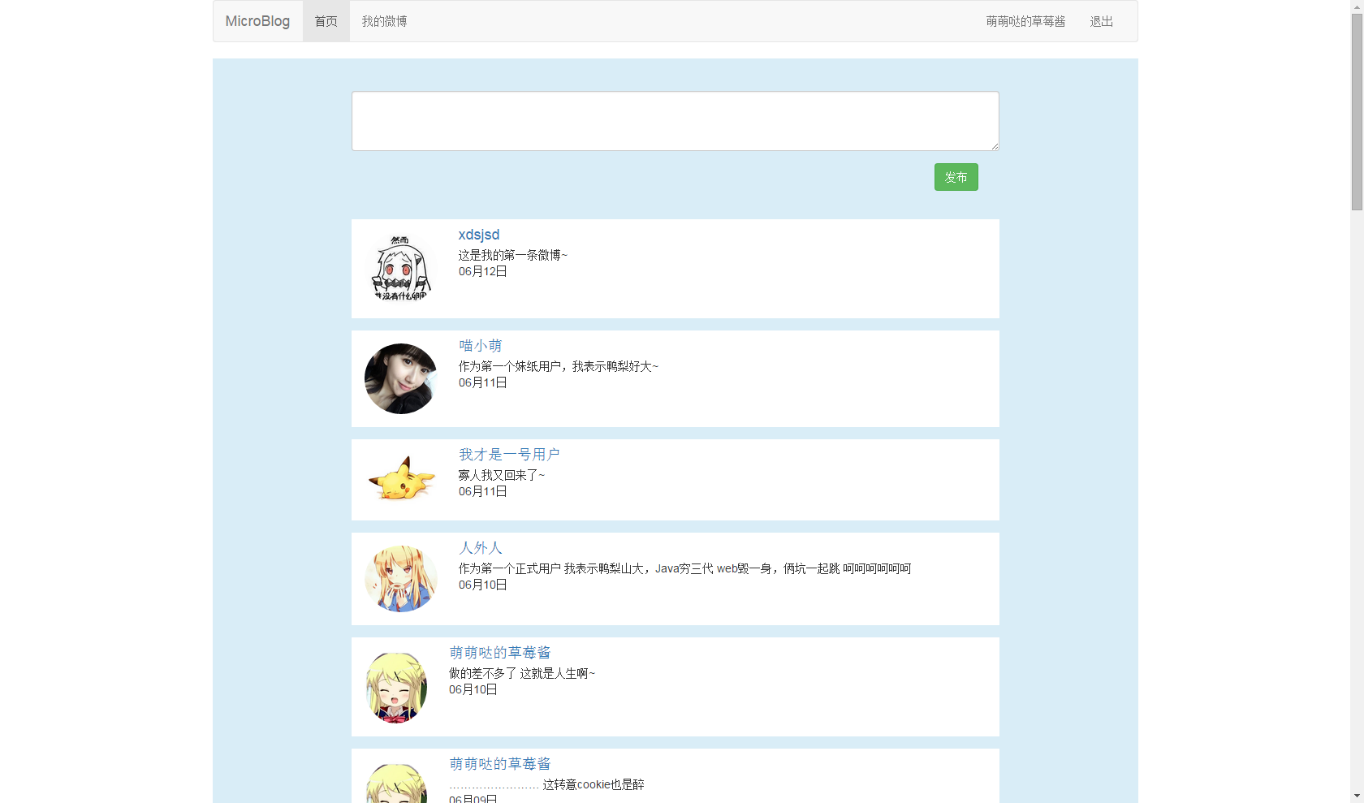 MicroBlog 首页 我的微博 萌萌哒的草莓酱 退出
发布
然而
xdsjsd
这是我的第一条微博~
06月12日
喵小萌
作为第一个妹纸用户，我表示鸭梨好大~
06月11日
我才是一号用户
寡人我又回来了~
06月11日
人外人
作为第一个正式用户 我表示鸭梨山大，Java穷三代 web毁一身，俩坑一起跳 呵呵呵呵呵呵
06月10日
萌萌哒的草莓酱
做的差不多了 这就是人生啊~
06月10日
萌萌哒的草莓酱
........................ 这转意cookie也是醉
06月09日